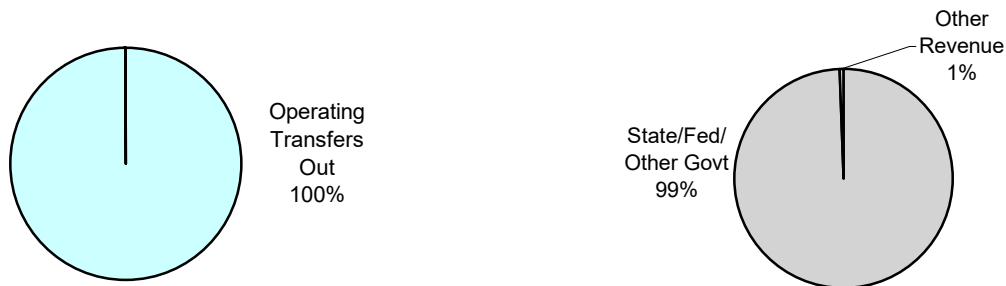 Operating
Transfers
Out
100%
Other
Revenue
1%
State/Fed/
Other Govt
99%